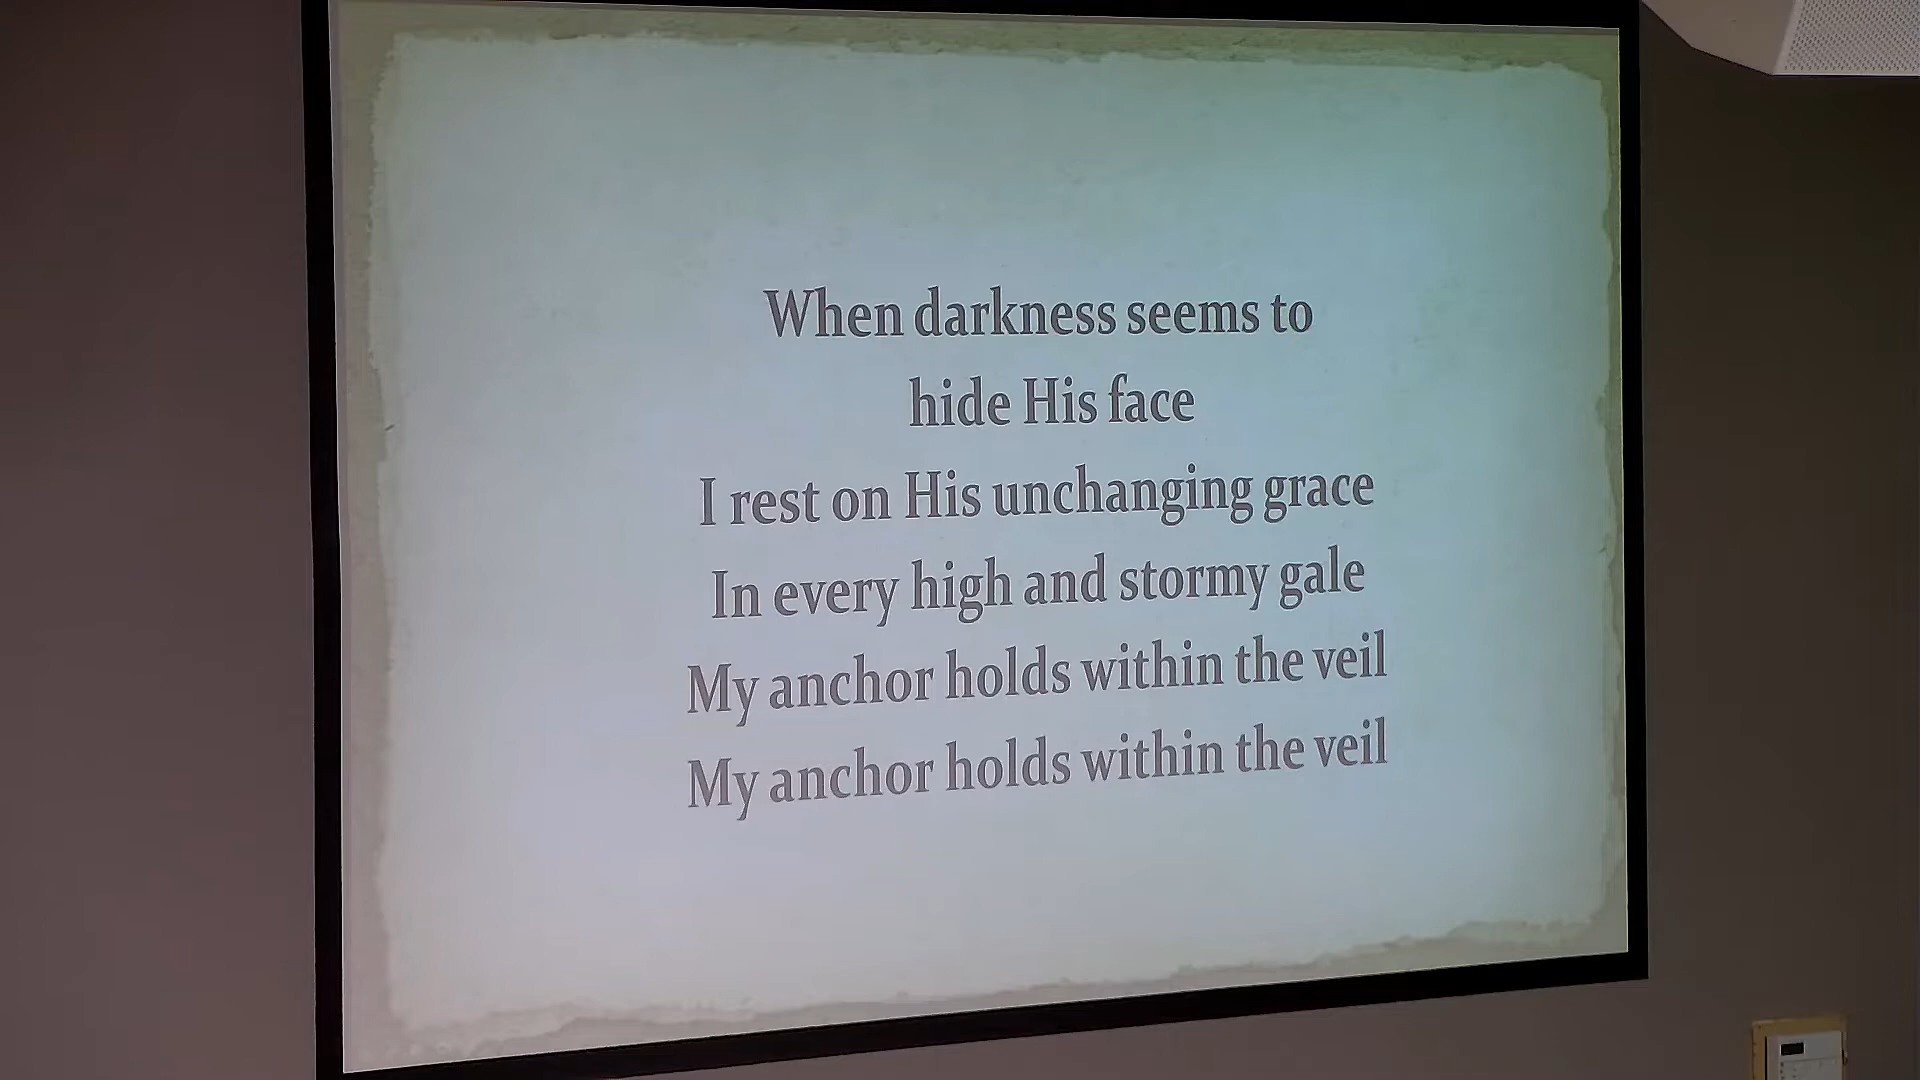 When darkness seems to
hide His face
I rest on His unchanging grace
In every high and stormy gale
My anchor holds within the veil
My anchor holds within the veil